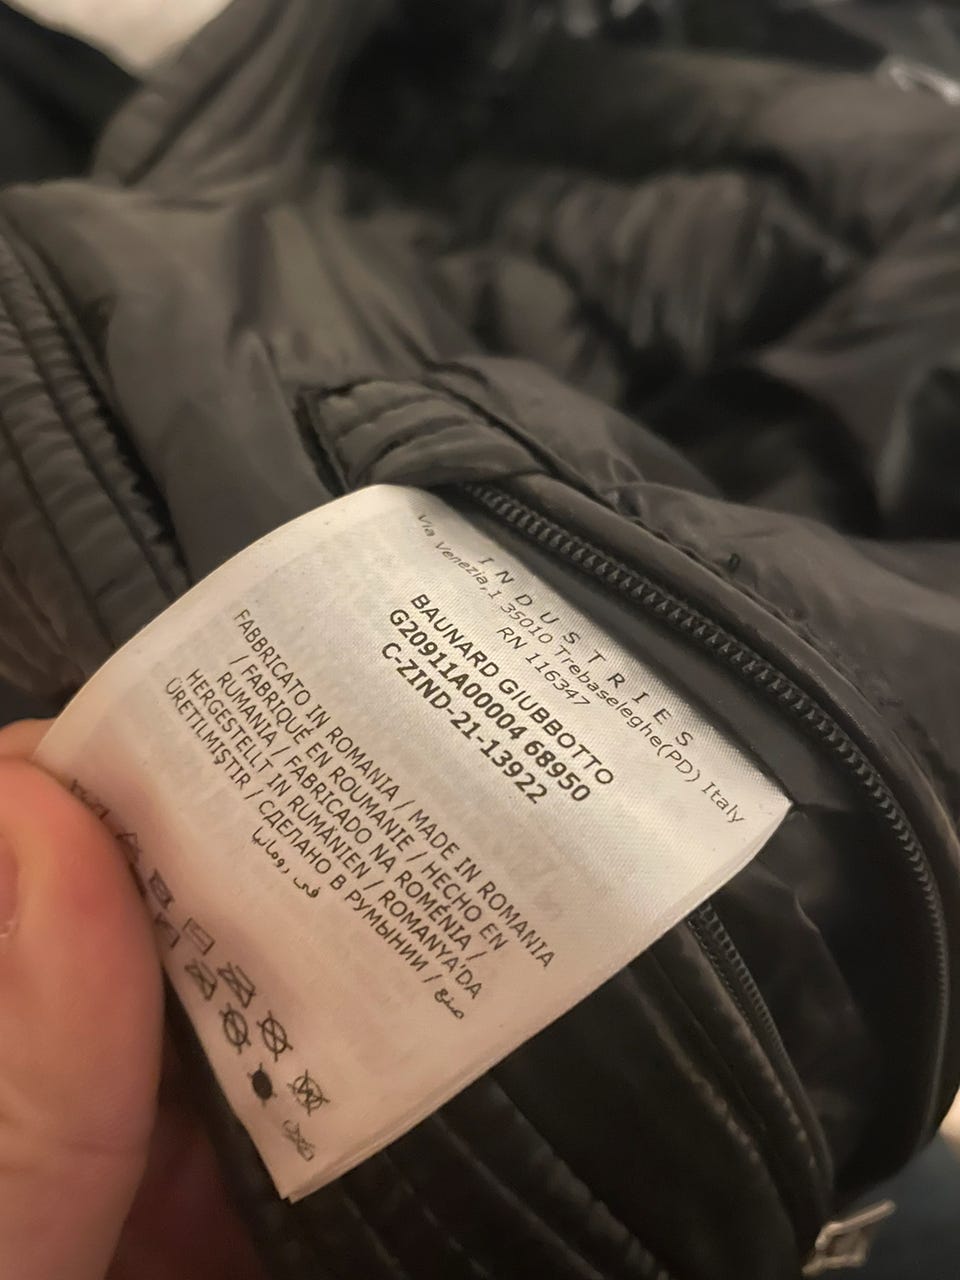 INDUSTRIES
Via Venezia,1 35010 Trebaseleghe(PD) Italy
RN 116347
BAUNARD GIUBBOTTO
G20911A00004 68950
C-ZIND-21-13922
FABBRICATO IN ROMANIA / MADE IN ROMANIA
/ FABRIQUÉ EN ROUMANIE / HECHO EN
RUMANIA / FABRICADO NA ROMÉNIA /
HERGESTELLT IN RUMÄNIEN / ROMANYA'DA
ÜRETILMIŞTIR / СДЕЛАНО В РУМЫНИИ / صنع
في رومانيا